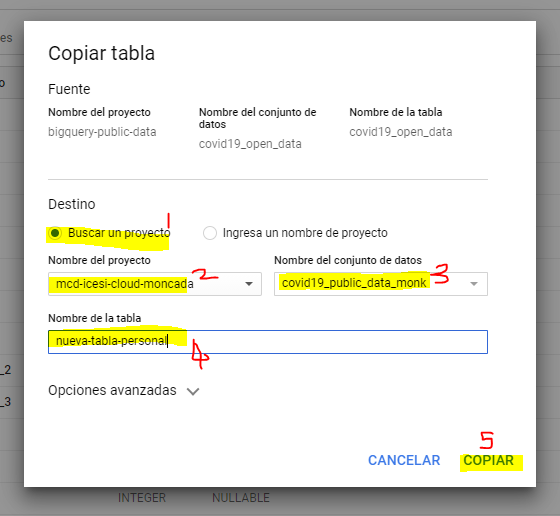 es
o
Copiar tabla
Fuente
Nombre del proyecto
bigquery-public-data
Nombre del conjunto de datos
covid19_open_data
Nombre de la tabla
covid19_open_data
Destino
1
Buscar un proyecto
Ingresa un nombre de proyecto
Nombre del proyecto
mcd-icesi-cloud-moncada
2
Nombre del conjunto de datos
covid19_public_data_monk
3
Nombre de la tabla
nueva-tabla-personal
4
_2
Opciones avanzadas
_3
5
CANCELAR
COPIAR
INTEGER
NULLABLE